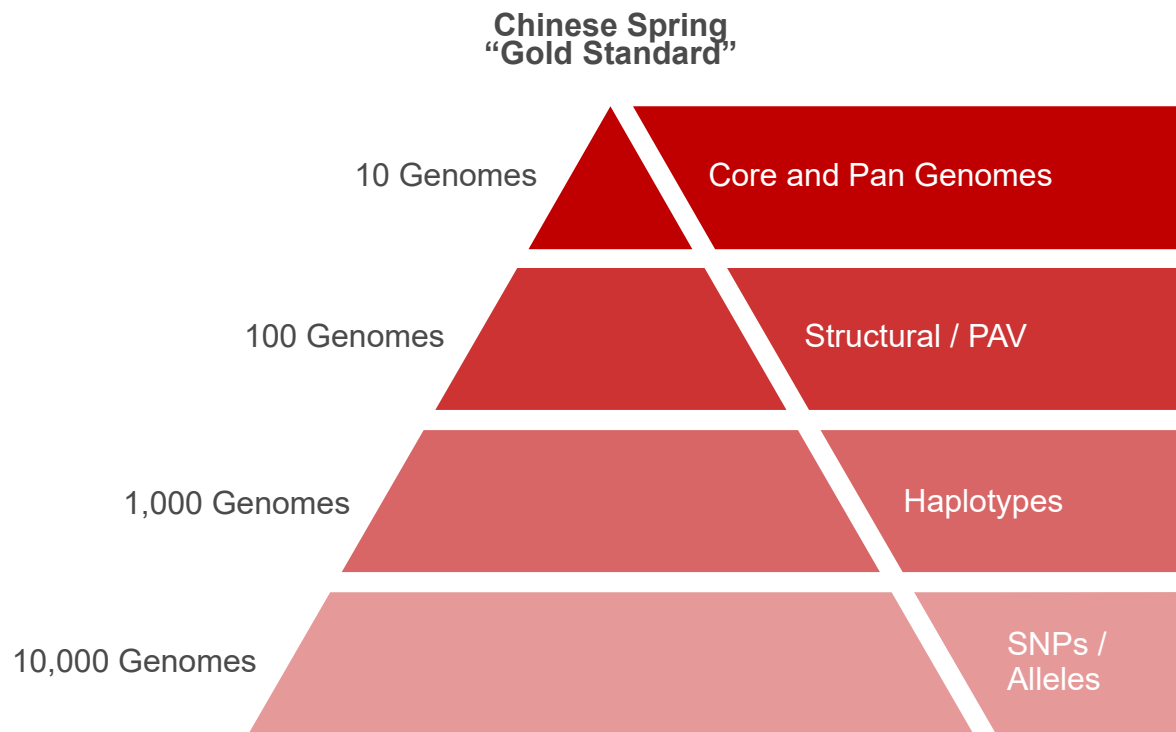 Chinese Spring
“Gold Standard”
10 Genomes
Core and Pan Genomes
100 Genomes
Structural / PAV
1,000 Genomes
Haplotypes
10,000 Genomes
SNPs /
Alleles